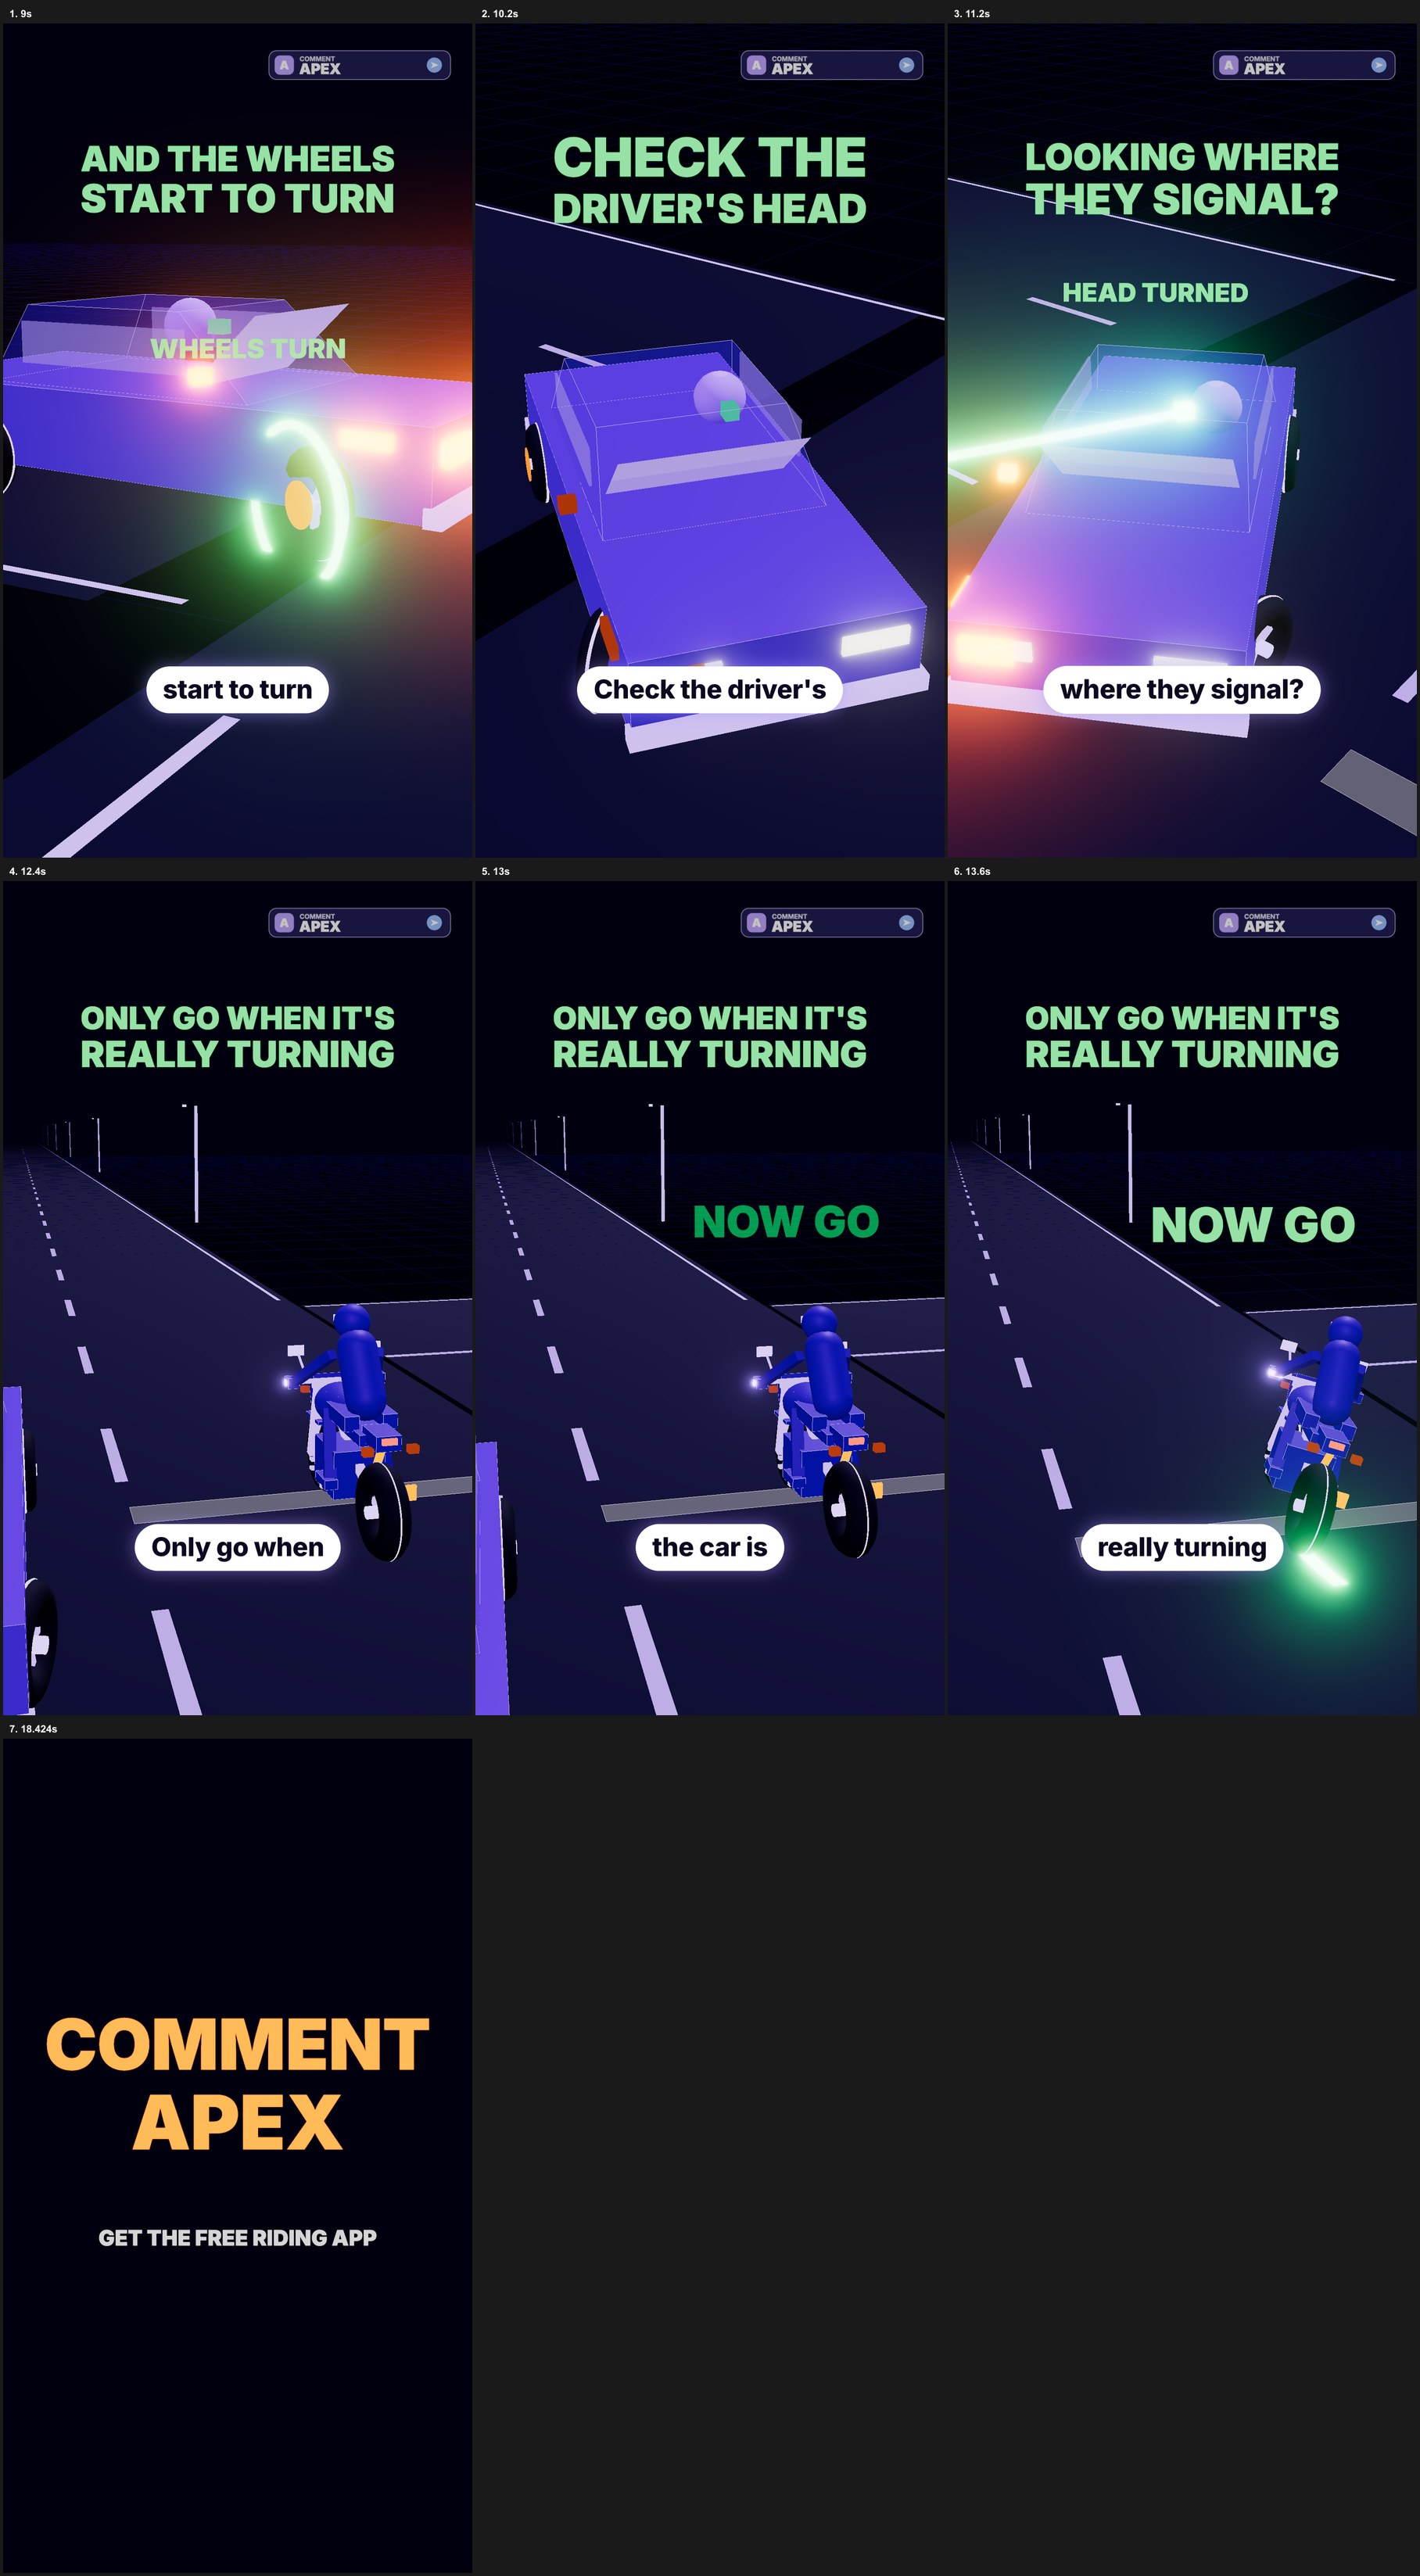 1. 9s
COMMENT
A APEX
AND THE WHEELS
START TO TURN
WHEELS TURN
start to turn
2. 10.2s
COMMENT
A APEX
CHECK THE
DRIVER'S HEAD
Check the driver's
3. 11.2s
COMMENT
A APEX
LOOKING WHERE
THEY SIGNAL?
HEAD TURNED
where they signal?
4. 12.4s
COMMENT
A APEX
ONLY GO WHEN IT'S
REALLY TURNING
Only go when
5. 13s
COMMENT
A APEX
ONLY GO WHEN IT'S
REALLY TURNING
NOW GO
the car is
6. 13.6s
COMMENT
A APEX
ONLY GO WHEN IT'S
REALLY TURNING
NOW GO
really turning
7. 18.424s
COMMENT
APEX
GET THE FREE RIDING APP